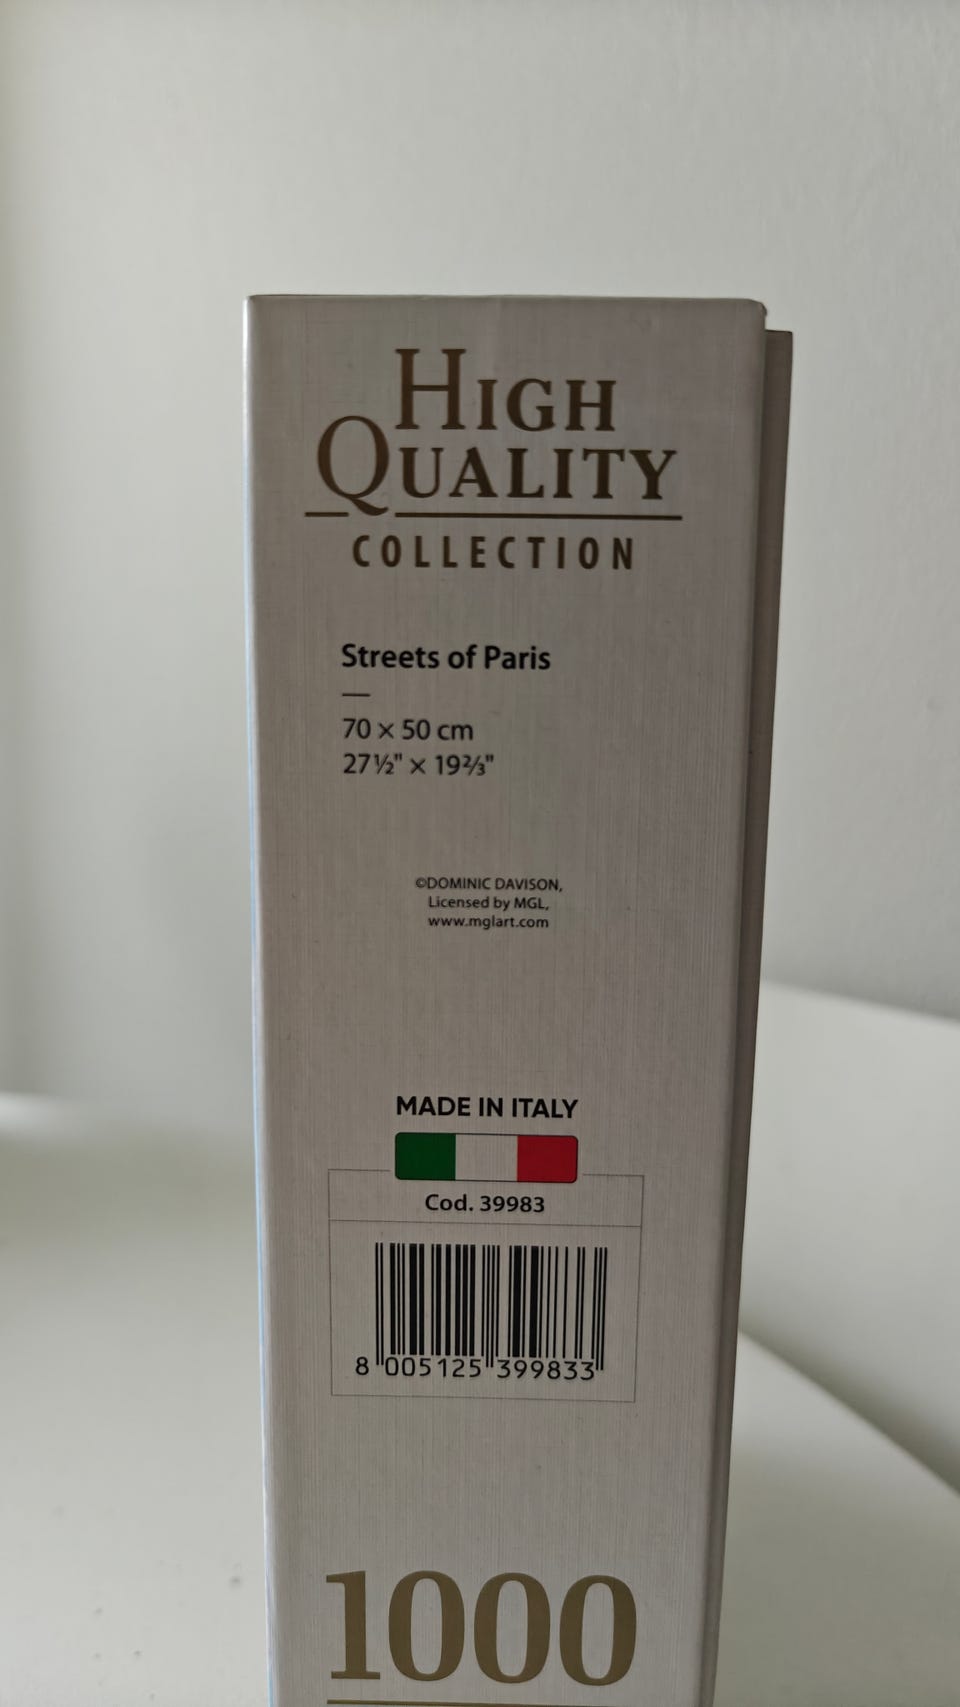 HIGH
QUALITY
COLLECTION
Streets of Paris
—
70 × 50 cm
27½" × 19⅔"
©DOMINIC DAVISON,
Licensed by MGL,
www.mglart.com
MADE IN ITALY
Cod. 39983
8 005125 399833
1000